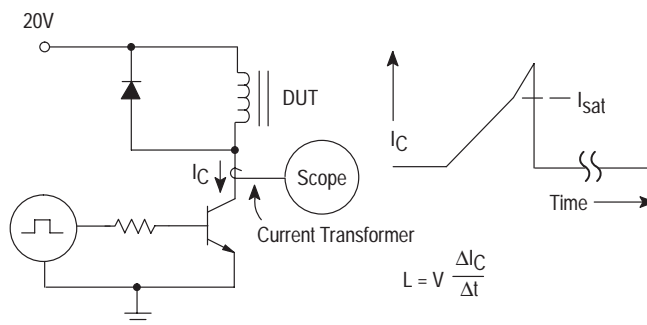 20V
DUT
I_C
Scope
Current Transformer
I_C
I_sat
Time
L = V ΔI_C / Δt